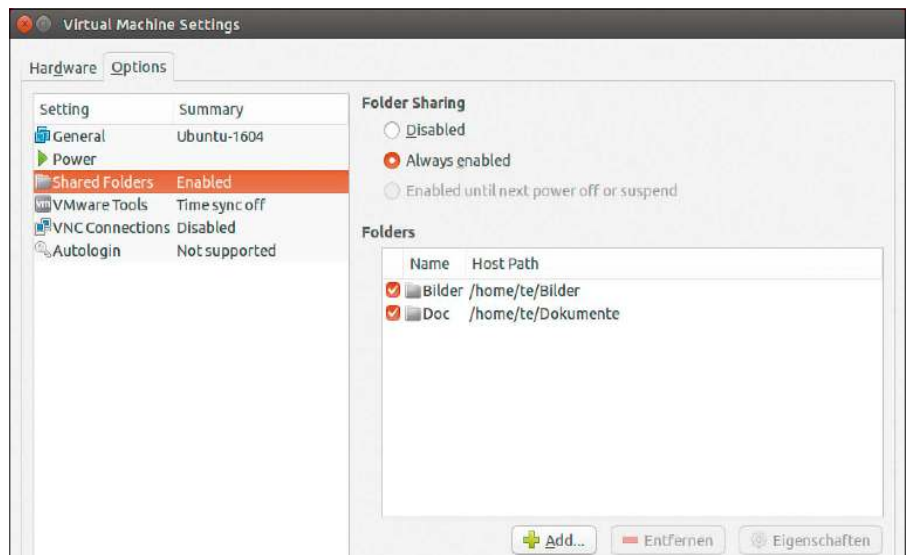 Virtual Machine Settings
Hardware Options
Setting Summary
General Ubuntu-1604
Power
Shared Folders Enabled
VMware Tools Time sync off
VNC Connections Disabled
Autologin Not supported
Folder Sharing
Disabled
Always enabled
Enabled until next power off or suspend
Folders
Name Host Path
Bilder /home/te/Bilder
Doc /home/te/Dokumente
Add... Entfernen Eigenschaften